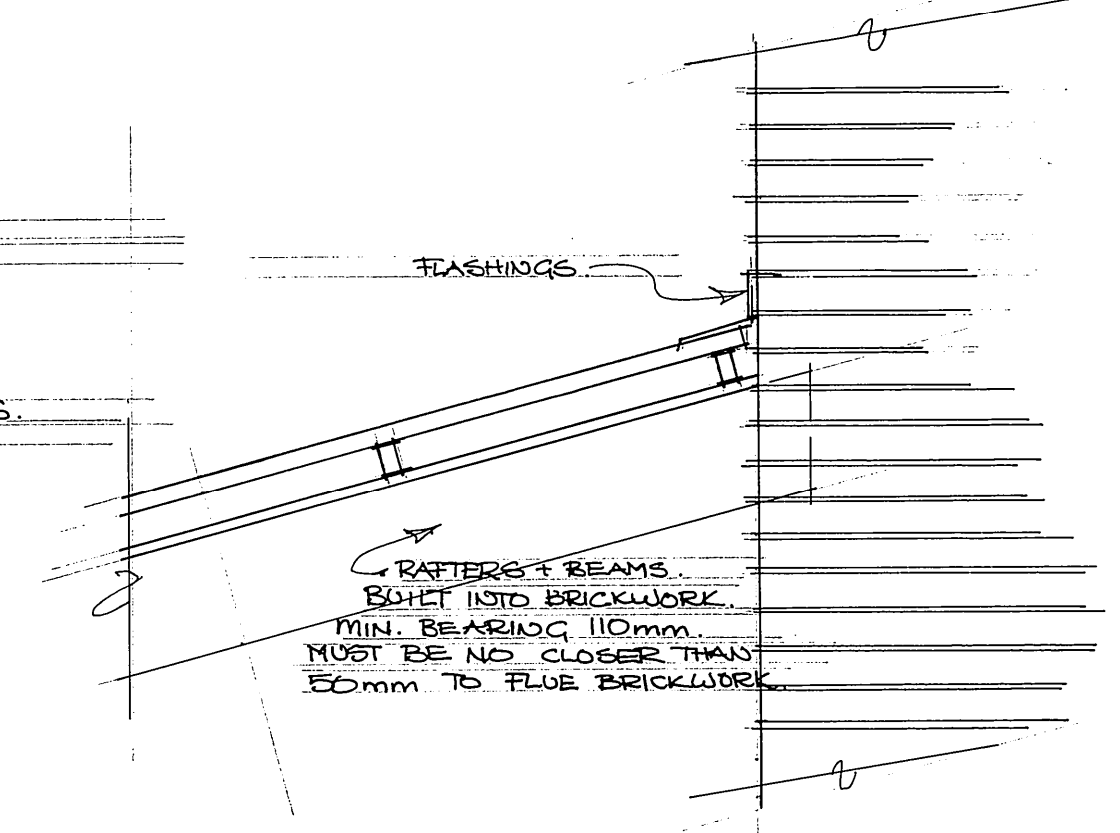 FLASHINGS
S.
RAFTERS + BEAMS.
BUILT INTO BRICKWORK.
MIN. BEARING 110mm.
MUST BE NO CLOSER THAN
50mm TO FLUE BRICKWORK.